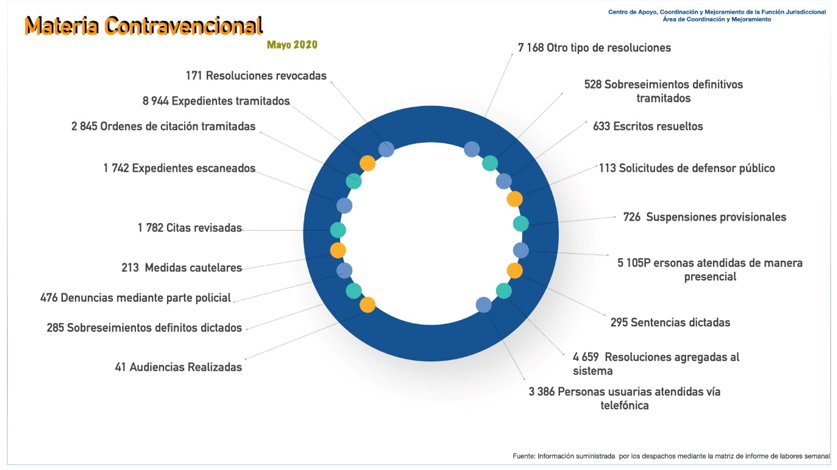 Materia Contravencional
Mayo 2020
Centro de Apoyo, Coordinación y Mejoramiento de la Función Jurisdiccional
Área de Coordinación y Mejoramiento
171 Resoluciones revocadas
8 944 Expedientes tramitados
2 845 Ordenes de citación tramitadas
1 742 Expedientes escaneados
1 782 Citas revisadas
213 Medidas cautelares
476 Denuncias mediante parte policial
285 Sobreseimientos definitos dictados
41 Audiencias Realizadas
7 168 Otro tipo de resoluciones
528 Sobreseimientos definitivos
tramitados
633 Escritos resueltos
113 Solicitudes de defensor público
726 Suspensiones provisionales
5 105P ersonas atendidas de manera
presencial
295 Sentencias dictadas
4 659 Resoluciones agregadas al
sistema
3 386 Personas usuarias atendidas vía
telefónica
Fuente: Información suministrada por los despachos mediante la matriz de informe de labores semanal